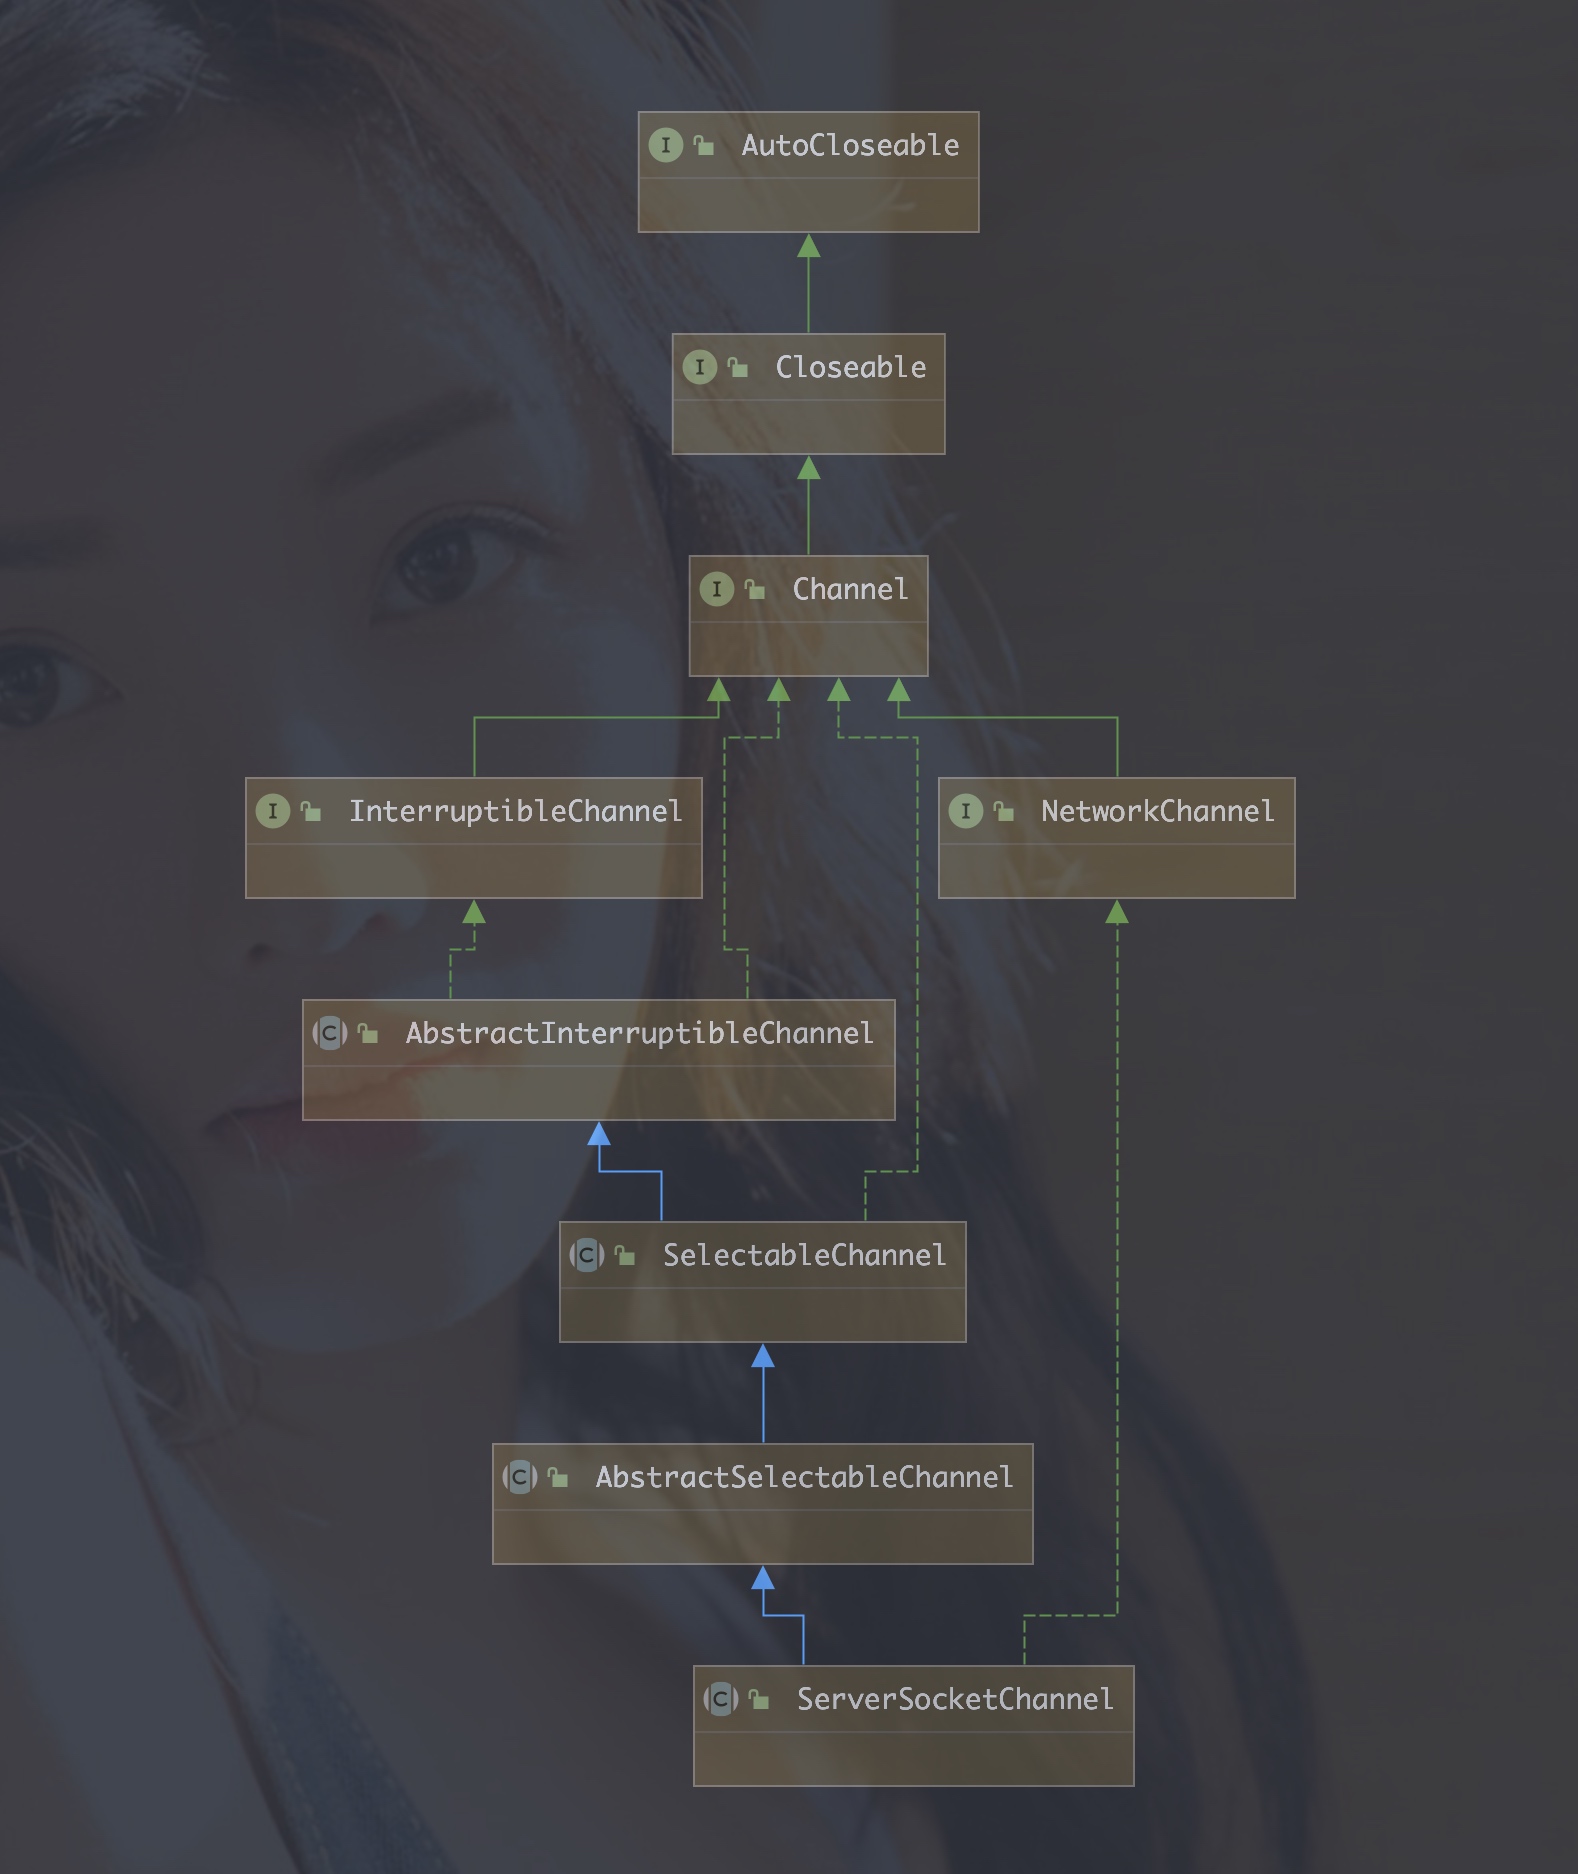 I AutoCloseable
I Closeable
I Channel
I InterruptibleChannel
I NetworkChannel
C AbstractInterruptibleChannel
C SelectableChannel
C AbstractSelectableChannel
C ServerSocketChannel